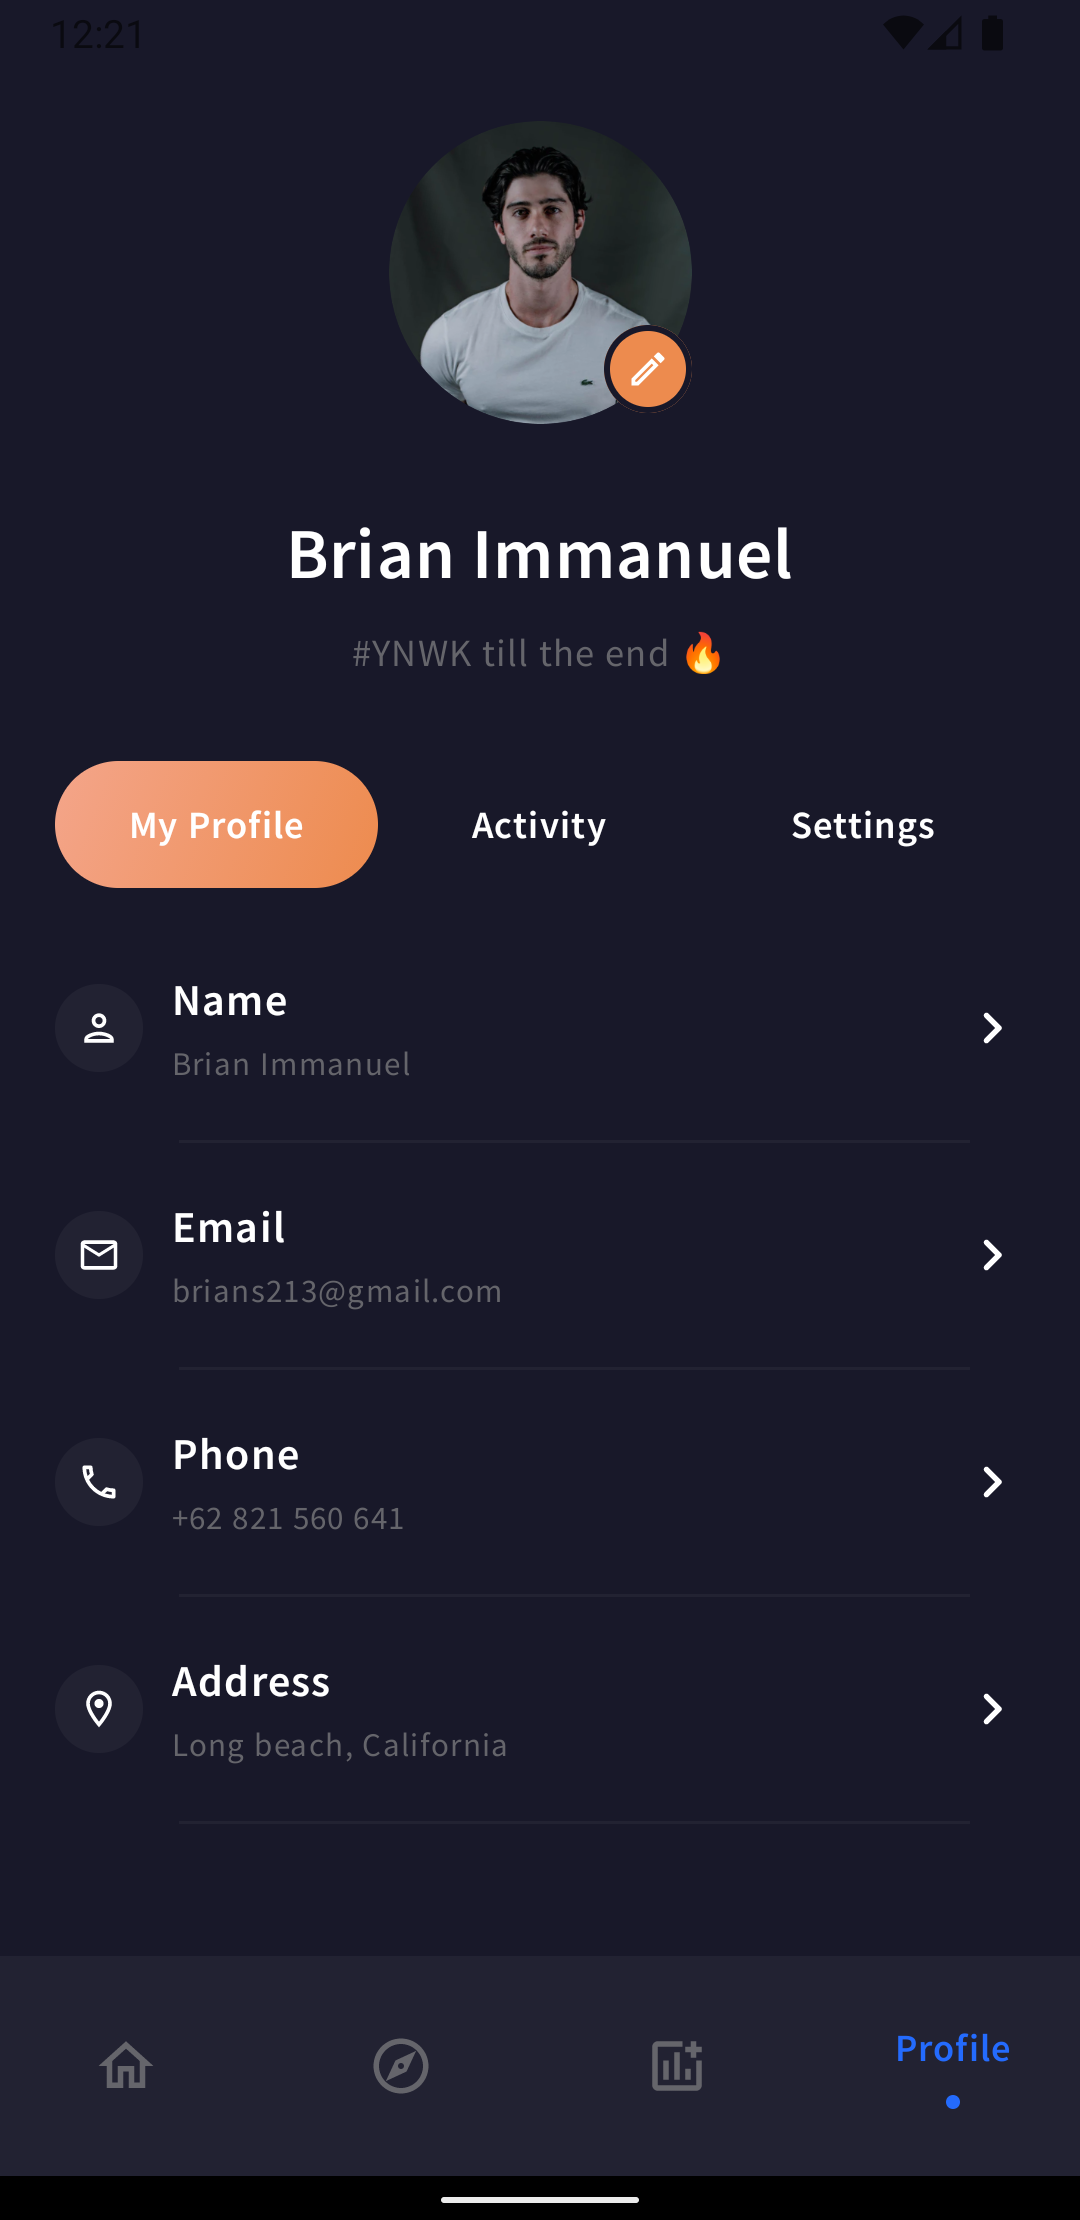 12:21
Brian Immanuel
#YNWK till the end 🔥
My Profile
Activity
Settings
Name
Brian Immanuel
Email
brians213@gmail.com
Phone
+62 821 560 641
Address
Long beach, California
Profile